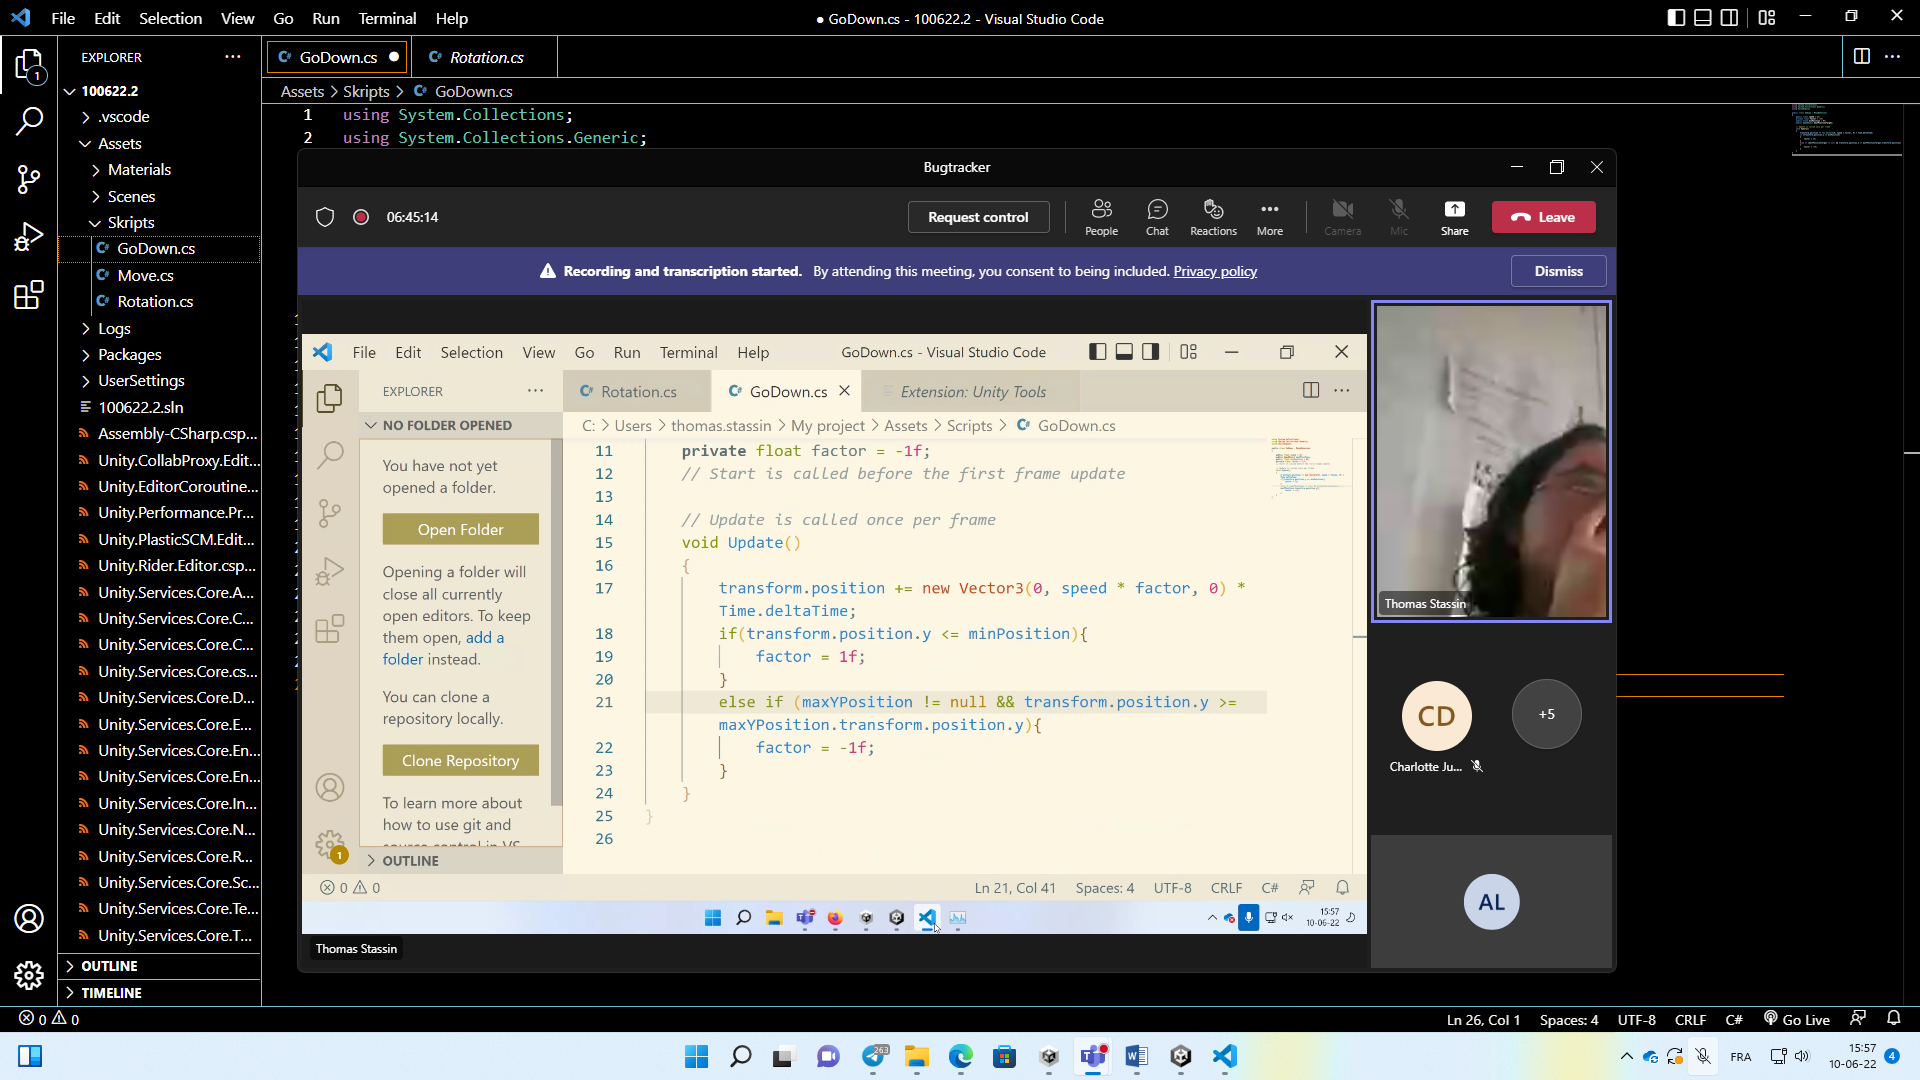 File Edit Selection View Go Run Terminal Help
● GoDown.cs - 100622.2 - Visual Studio Code
EXPLORER
1
100622.2
.vscode
Assets
Materials
Scenes
Skripts
GoDown.cs
Move.cs
Rotation.cs
Logs
Packages
UserSettings
100622.2.sln
Assembly-CSharp.csp...
Unity.CollabProxy.Edit...
Unity.EditorCoroutine...
Unity.Performance.Pr...
Unity.PlasticSCM.Edit...
Unity.Rider.Editor.csp...
Unity.Services.Core.A...
Unity.Services.Core.C...
Unity.Services.Core.C...
Unity.Services.Core.cs...
Unity.Services.Core.D...
Unity.Services.Core.E...
Unity.Services.Core.En...
Unity.Services.Core.En...
Unity.Services.Core.In...
Unity.Services.Core.N...
Unity.Services.Core.R...
Unity.Services.Core.Sc...
Unity.Services.Core.Te...
Unity.Services.Core.T...
OUTLINE
TIMELINE
GoDown.cs
Rotation.cs
Assets > Skripts > GoDown.cs
1 using System.Collections;
2 using System.Collections.Generic;
Bugtracker
06:45:14
Request control
People
Chat
Reactions
More
Camera
Mic
Share
Leave
Recording and transcription started. By attending this meeting, you consent to being included. Privacy policy
Dismiss
File Edit Selection View Go Run Terminal Help
GoDown.cs - Visual Studio Code
EXPLORER
Rotation.cs
GoDown.cs
Extension: Unity Tools
NO FOLDER OPENED
C: > Users > thomas.stassin > My project > Assets > Scripts > GoDown.cs
You have not yet
opened a folder.
Open Folder
Opening a folder will
close all currently
open editors. To keep
them open, add a
folder instead.
You can clone a
repository locally.
Clone Repository
To learn more about
how to use git and
source control in VS
OUTLINE
1
11 private float factor = -1f;
12 // Start is called before the first frame update
13
14 // Update is called once per frame
15 void Update()
16 {
17 transform.position += new Vector3(0, speed * factor, 0) *
Time.deltaTime;
18 if(transform.position.y <= minPosition){
19 factor = 1f;
20 }
21 else if (maxYPosition != null && transform.position.y >=
maxYPosition.transform.position.y){
22 factor = -1f;
23 }
24 }
25 }
26
0 0
Ln 21, Col 41 Spaces: 4 UTF-8 CRLF C#
15:57
10-06-22
Thomas Stassin
Thomas Stassin
CD
Charlotte Ju...
+5
AL
0 0
Ln 26, Col 1 Spaces: 4 UTF-8 CRLF C# Go Live
263
FRA
15:57
10-06-22
4